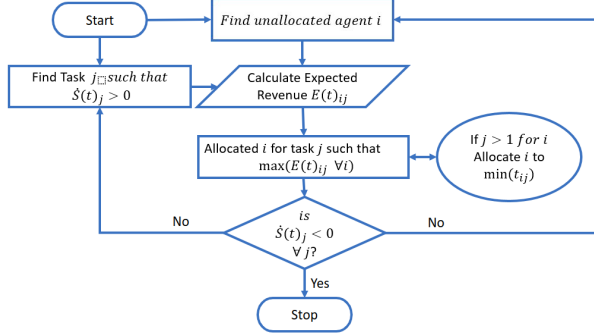 Start
Find unallocated agent i
Find Task j such that
Ṡ(t)ⱼ > 0
Calculate Expected
Revenue E(t)ᵢⱼ
Allocated i for task j such that
max(E(t)ᵢⱼ ∀i)
If j > 1 for i
Allocate i to
min(tᵢⱼ)
is
Ṡ(t)ⱼ < 0
∀ j?
No
No
Yes
Stop